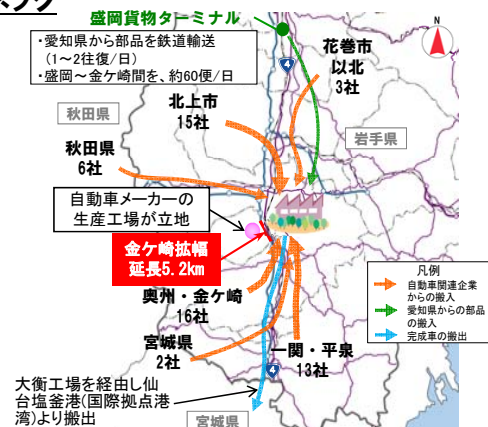 盛岡貨物ターミナル
・愛知県から部品を鉄道輸送
（1～2往復/日）
・盛岡～金ケ崎間を、約60便/日
N
4
花巻市
以北
3社
秋田県
北上市
15社
岩手県
秋田県
6社
自動車メーカーの
生産工場が立地
金ケ崎拡幅
延長5.2km
凡例
自動車関連企業
からの搬入
愛知県からの部品
の搬入
完成車の搬出
奥州・金ケ崎
16社
宮城県
2社
一関・平泉
13社
4
大衡工場を経由し仙
台塩釜港(国際拠点港
湾)より搬出
宮城県